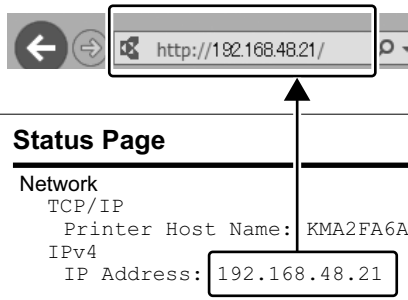 http://192.168.48.21/
Status Page
Network
TCP/IP
Printer Host Name: KMA2FA6A
IPv4
IP Address: 192.168.48.21